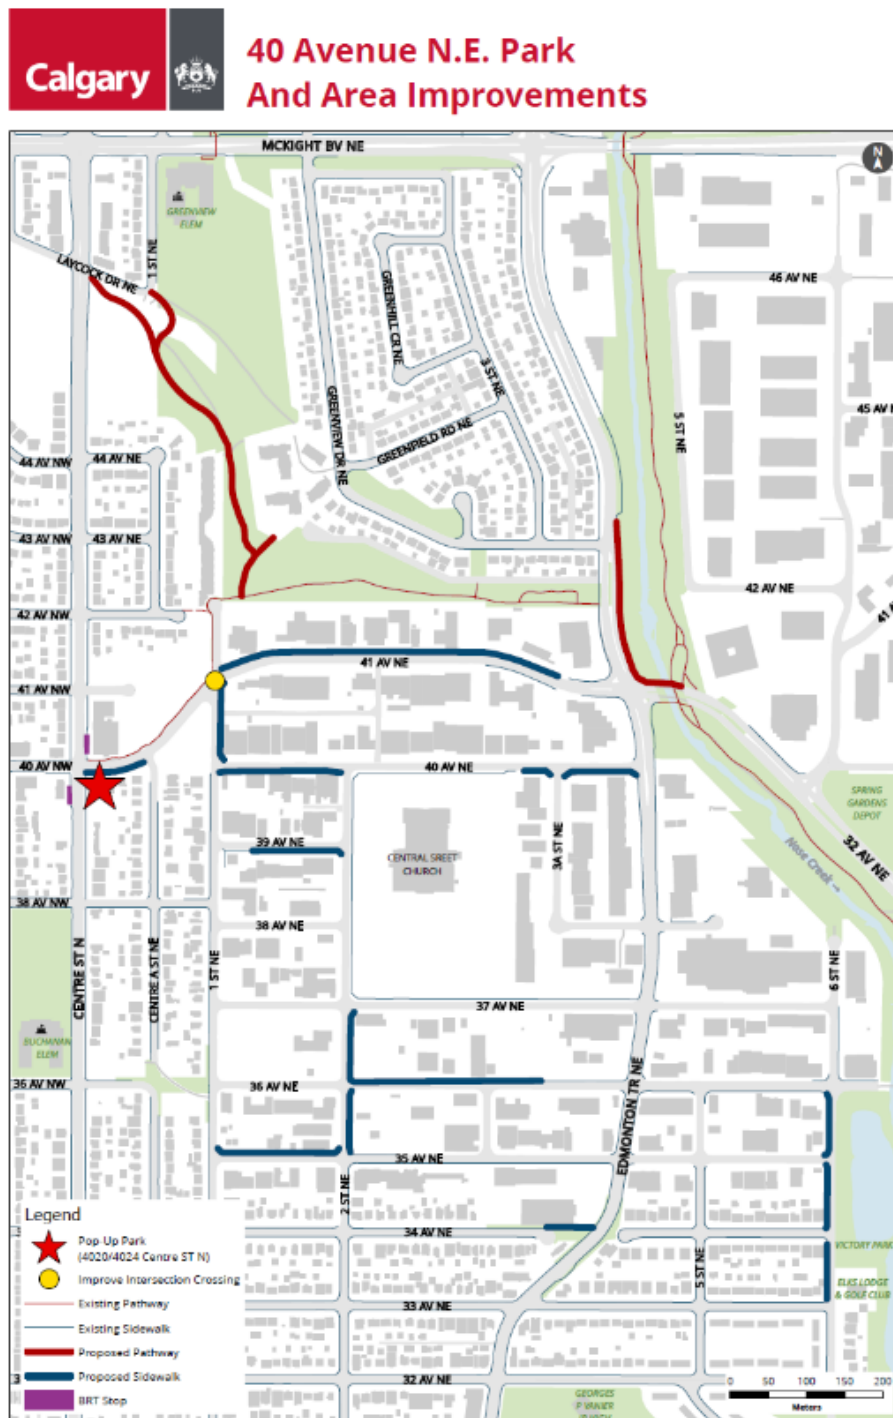 Calgary
40 Avenue N.E. Park
And Area Improvements
MCKIGHT BV NE
N
GREENVIEW
ELEM
1 ST NE
LAYCOCK DR NE
46 AV NE
GREENHILL CR NE
3 ST NE
GREENVIEW DR NE
GREENFIELD RD NE
5 ST NE
45 AV
44 AV NW
44 AV NE
43 AV NW
43 AV NE
42 AV NE
42 AV NW
41 A
41 AV NE
41 AV NW
40 AV NW
40 AV NE
SPRING
GARDENS
DEPOT
32 AV NE
39 AV NE
3A ST NE
CENTRAL SREET
CHURCH
Nose Creek
38 AV NW
38 AV NE
CENTRE ST N
CENTRE A ST NE
1 ST NE
6 ST NE
37 AV NE
BUCHANAN
ELEM
36 AV NW
36 AV NE
EDMONTON TR NE
35 AV NE
2 ST NE
34 AV NE
5 ST NE
VICTORY PARK
ELKS LODGE
& GOLF CLUB
33 AV NE
32 AV NE
GEORGES
P VANIER
Legend
Pop-Up Park
(4020/4024 Centre ST N)
Improve Intersection Crossing
Existing Pathway
Existing Sidewalk
Proposed Pathway
Proposed Sidewalk
BRT Stop
0 50 100 150 200
Meters